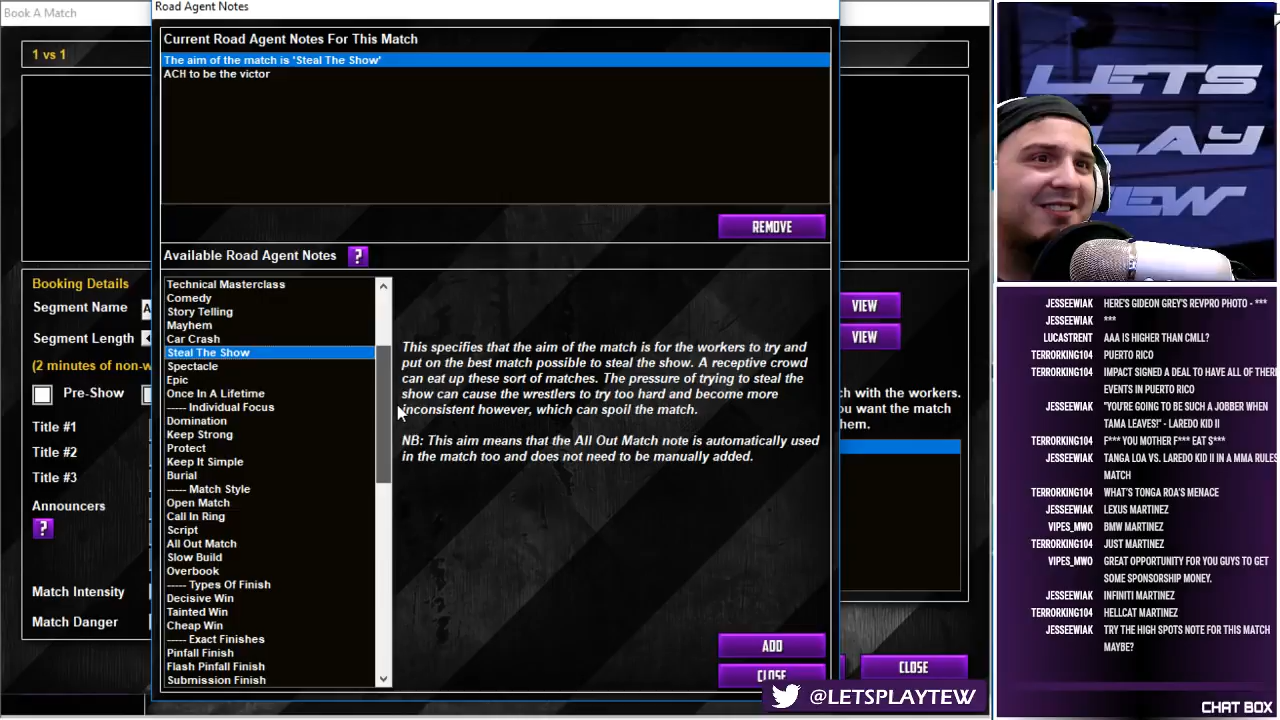 Book A Match
Road Agent Notes
1 vs 1
Current Road Agent Notes For This Match
The aim of the match is 'Steal The Show'
ACH to be the victor
REMOVE
Available Road Agent Notes ?
Technical Masterclass
Comedy
Story Telling
Mayhem
Car Crash
Steal The Show
Spectacle
Epic
Once In A Lifetime
----- Individual Focus
Domination
Keep Strong
Protect
Keep It Simple
Burial
----- Match Style
Open Match
Call In Ring
Script
All Out Match
Slow Build
Overbook
----- Types Of Finish
Decisive Win
Tainted Win
Cheap Win
----- Exact Finishes
Pinfall Finish
Flash Pinfall Finish
Submission Finish
This specifies that the aim of the match is for the workers to try and
put on the best match possible to steal the show. A receptive crowd
can eat up these sort of matches. The pressure of trying to steal the
show can cause the wrestlers to try too hard and become more
inconsistent however, which can spoil the match.
NB: This aim means that the All Out Match note is automatically used
in the match too and does not need to be manually added.
ADD
CLOSE
Booking Details
Segment Name A
Segment Length
(2 minutes of non-w
Pre-Show
Title #1
Title #2
Title #3
Announcers
?
Match Intensity
Match Danger
VIEW
VIEW
ch with the workers.
ou want the match
hem.
CLOSE
@LETSPLAYTEW
LETS
PLAY
TEW
JESSEEWIAK HERE'S GIDEON GREY'S REVPRO PHOTO - ***
JESSEEWIAK ***
LUCASTRENT AAA IS HIGHER THAN CMLL?
TERRORKING104 PUERTO RICO
TERRORKING104 IMPACT SIGNED A DEAL TO HAVE ALL OF THER
EVENTS IN PUERTO RICO
JESSEEWIAK "YOU'RE GOING TO BE SUCH A JOBBER WHEN
TAMA LEAVES!" - LAREDO KID II
TERRORKING104 F*** YOU MOTHER F*** EAT S***
JESSEEWIAK TANGA LOA VS. LAREDO KID II IN A MMA RULES
MATCH
TERRORKING104 WHAT'S TONGA ROA'S MENACE
JESSEEWIAK LEXUS MARTINEZ
VIPES_MWO BMW MARTINEZ
TERRORKING104 JUST MARTINEZ
VIPES_MWO GREAT OPPORTUNITY FOR YOU GUYS TO GET
SOME SPONSORSHIP MONEY.
JESSEEWIAK INFINITI MARTINEZ
TERRORKING104 HELLCAT MARTINEZ
JESSEEWIAK TRY THE HIGH SPOTS NOTE FOR THIS MATCH
MAYBE?
CHAT BOX